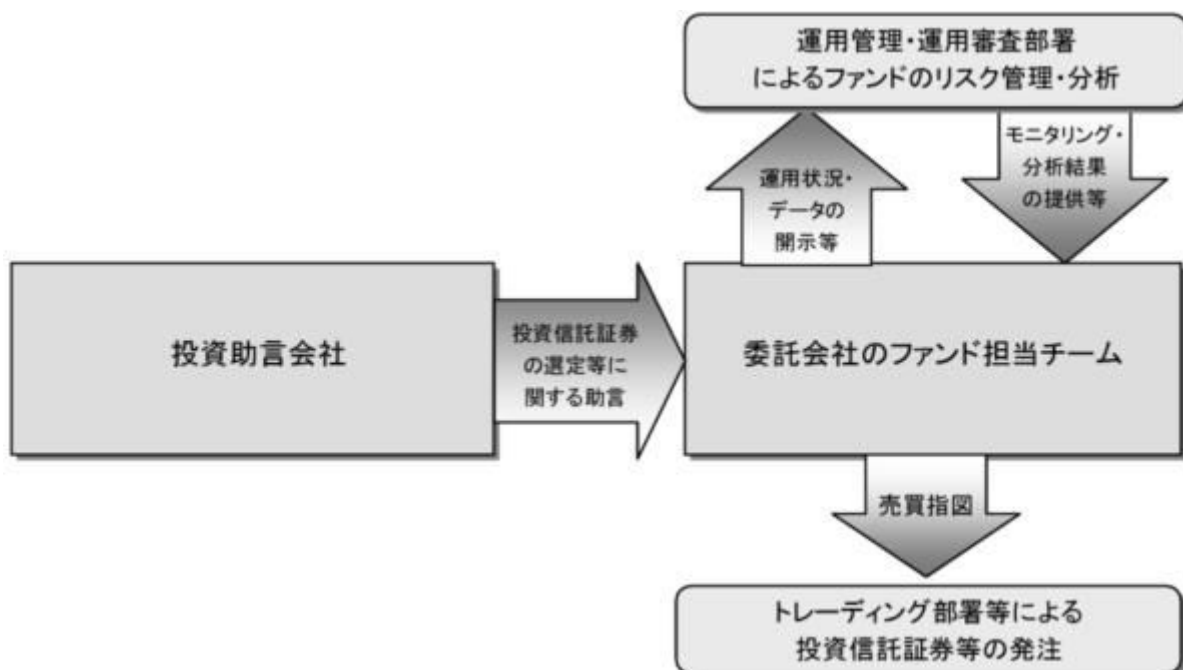 運用管理・運用審査部署
によるファンドのリスク管理・分析
運用状況・
データの
開示等
モニタリング・
分析結果
の提供等
投資助言会社
投資信託証券
の選定等に
関する助言
委託会社のファンド担当チーム
売買指図
トレーディング部署等による
投資信託証券等の発注